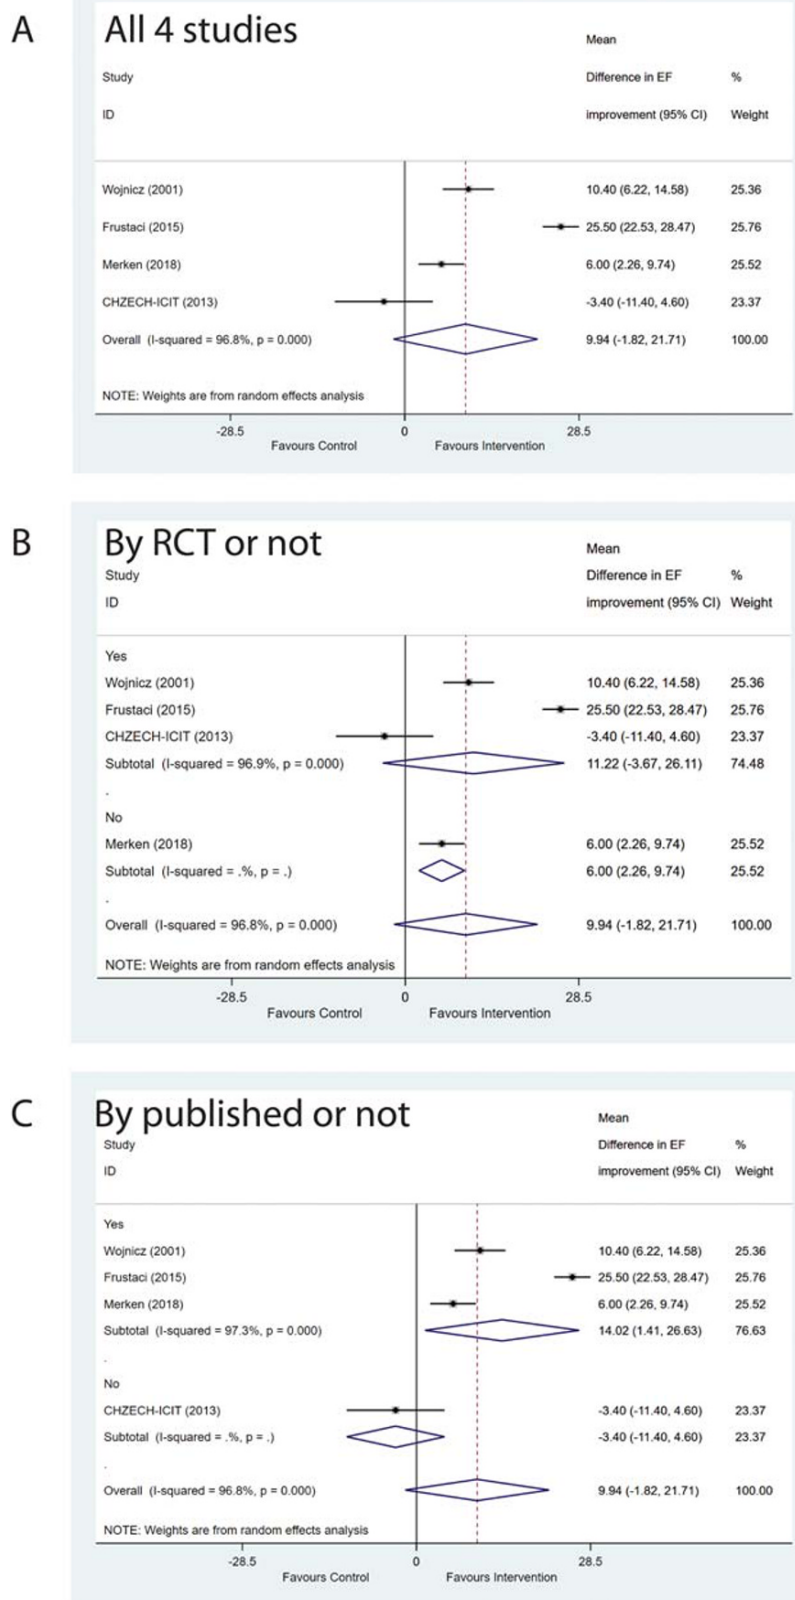 A
All 4 studies
Mean
Study
Difference in EF
%
ID
improvement (95% CI)
Weight
Wojnicz (2001)
10.40 (6.22, 14.58)
25.36
Frustaci (2015)
25.50 (22.53, 28.47)
25.76
Merken (2018)
6.00 (2.26, 9.74)
25.52
CHZECH-ICIT (2013)
-3.40 (-11.40, 4.60)
23.37
Overall (I-squared = 96.8%, p = 0.000)
9.94 (-1.82, 21.71)
100.00
NOTE: Weights are from random effects analysis
-28.5
0
28.5
Favours Control
Favours Intervention
B
By RCT or not
Mean
Study
Difference in EF
%
ID
improvement (95% CI)
Weight
Yes
Wojnicz (2001)
10.40 (6.22, 14.58)
25.36
Frustaci (2015)
25.50 (22.53, 28.47)
25.76
CHZECH-ICIT (2013)
-3.40 (-11.40, 4.60)
23.37
Subtotal (I-squared = 96.9%, p = 0.000)
11.22 (-3.67, 26.11)
74.48
.
No
Merken (2018)
6.00 (2.26, 9.74)
25.52
Subtotal (I-squared = .%, p = .)
6.00 (2.26, 9.74)
25.52
.
Overall (I-squared = 96.8%, p = 0.000)
9.94 (-1.82, 21.71)
100.00
NOTE: Weights are from random effects analysis
-28.5
0
28.5
Favours Control
Favours Intervention
C
By published or not
Mean
Study
Difference in EF
%
ID
improvement (95% CI)
Weight
Yes
Wojnicz (2001)
10.40 (6.22, 14.58)
25.36
Frustaci (2015)
25.50 (22.53, 28.47)
25.76
Merken (2018)
6.00 (2.26, 9.74)
25.52
Subtotal (I-squared = 97.3%, p = 0.000)
14.02 (1.41, 26.63)
76.63
.
No
CHZECH-ICIT (2013)
-3.40 (-11.40, 4.60)
23.37
Subtotal (I-squared = .%, p = .)
-3.40 (-11.40, 4.60)
23.37
.
Overall (I-squared = 96.8%, p = 0.000)
9.94 (-1.82, 21.71)
100.00
NOTE: Weights are from random effects analysis
-28.5
0
28.5
Favours Control
Favours Intervention